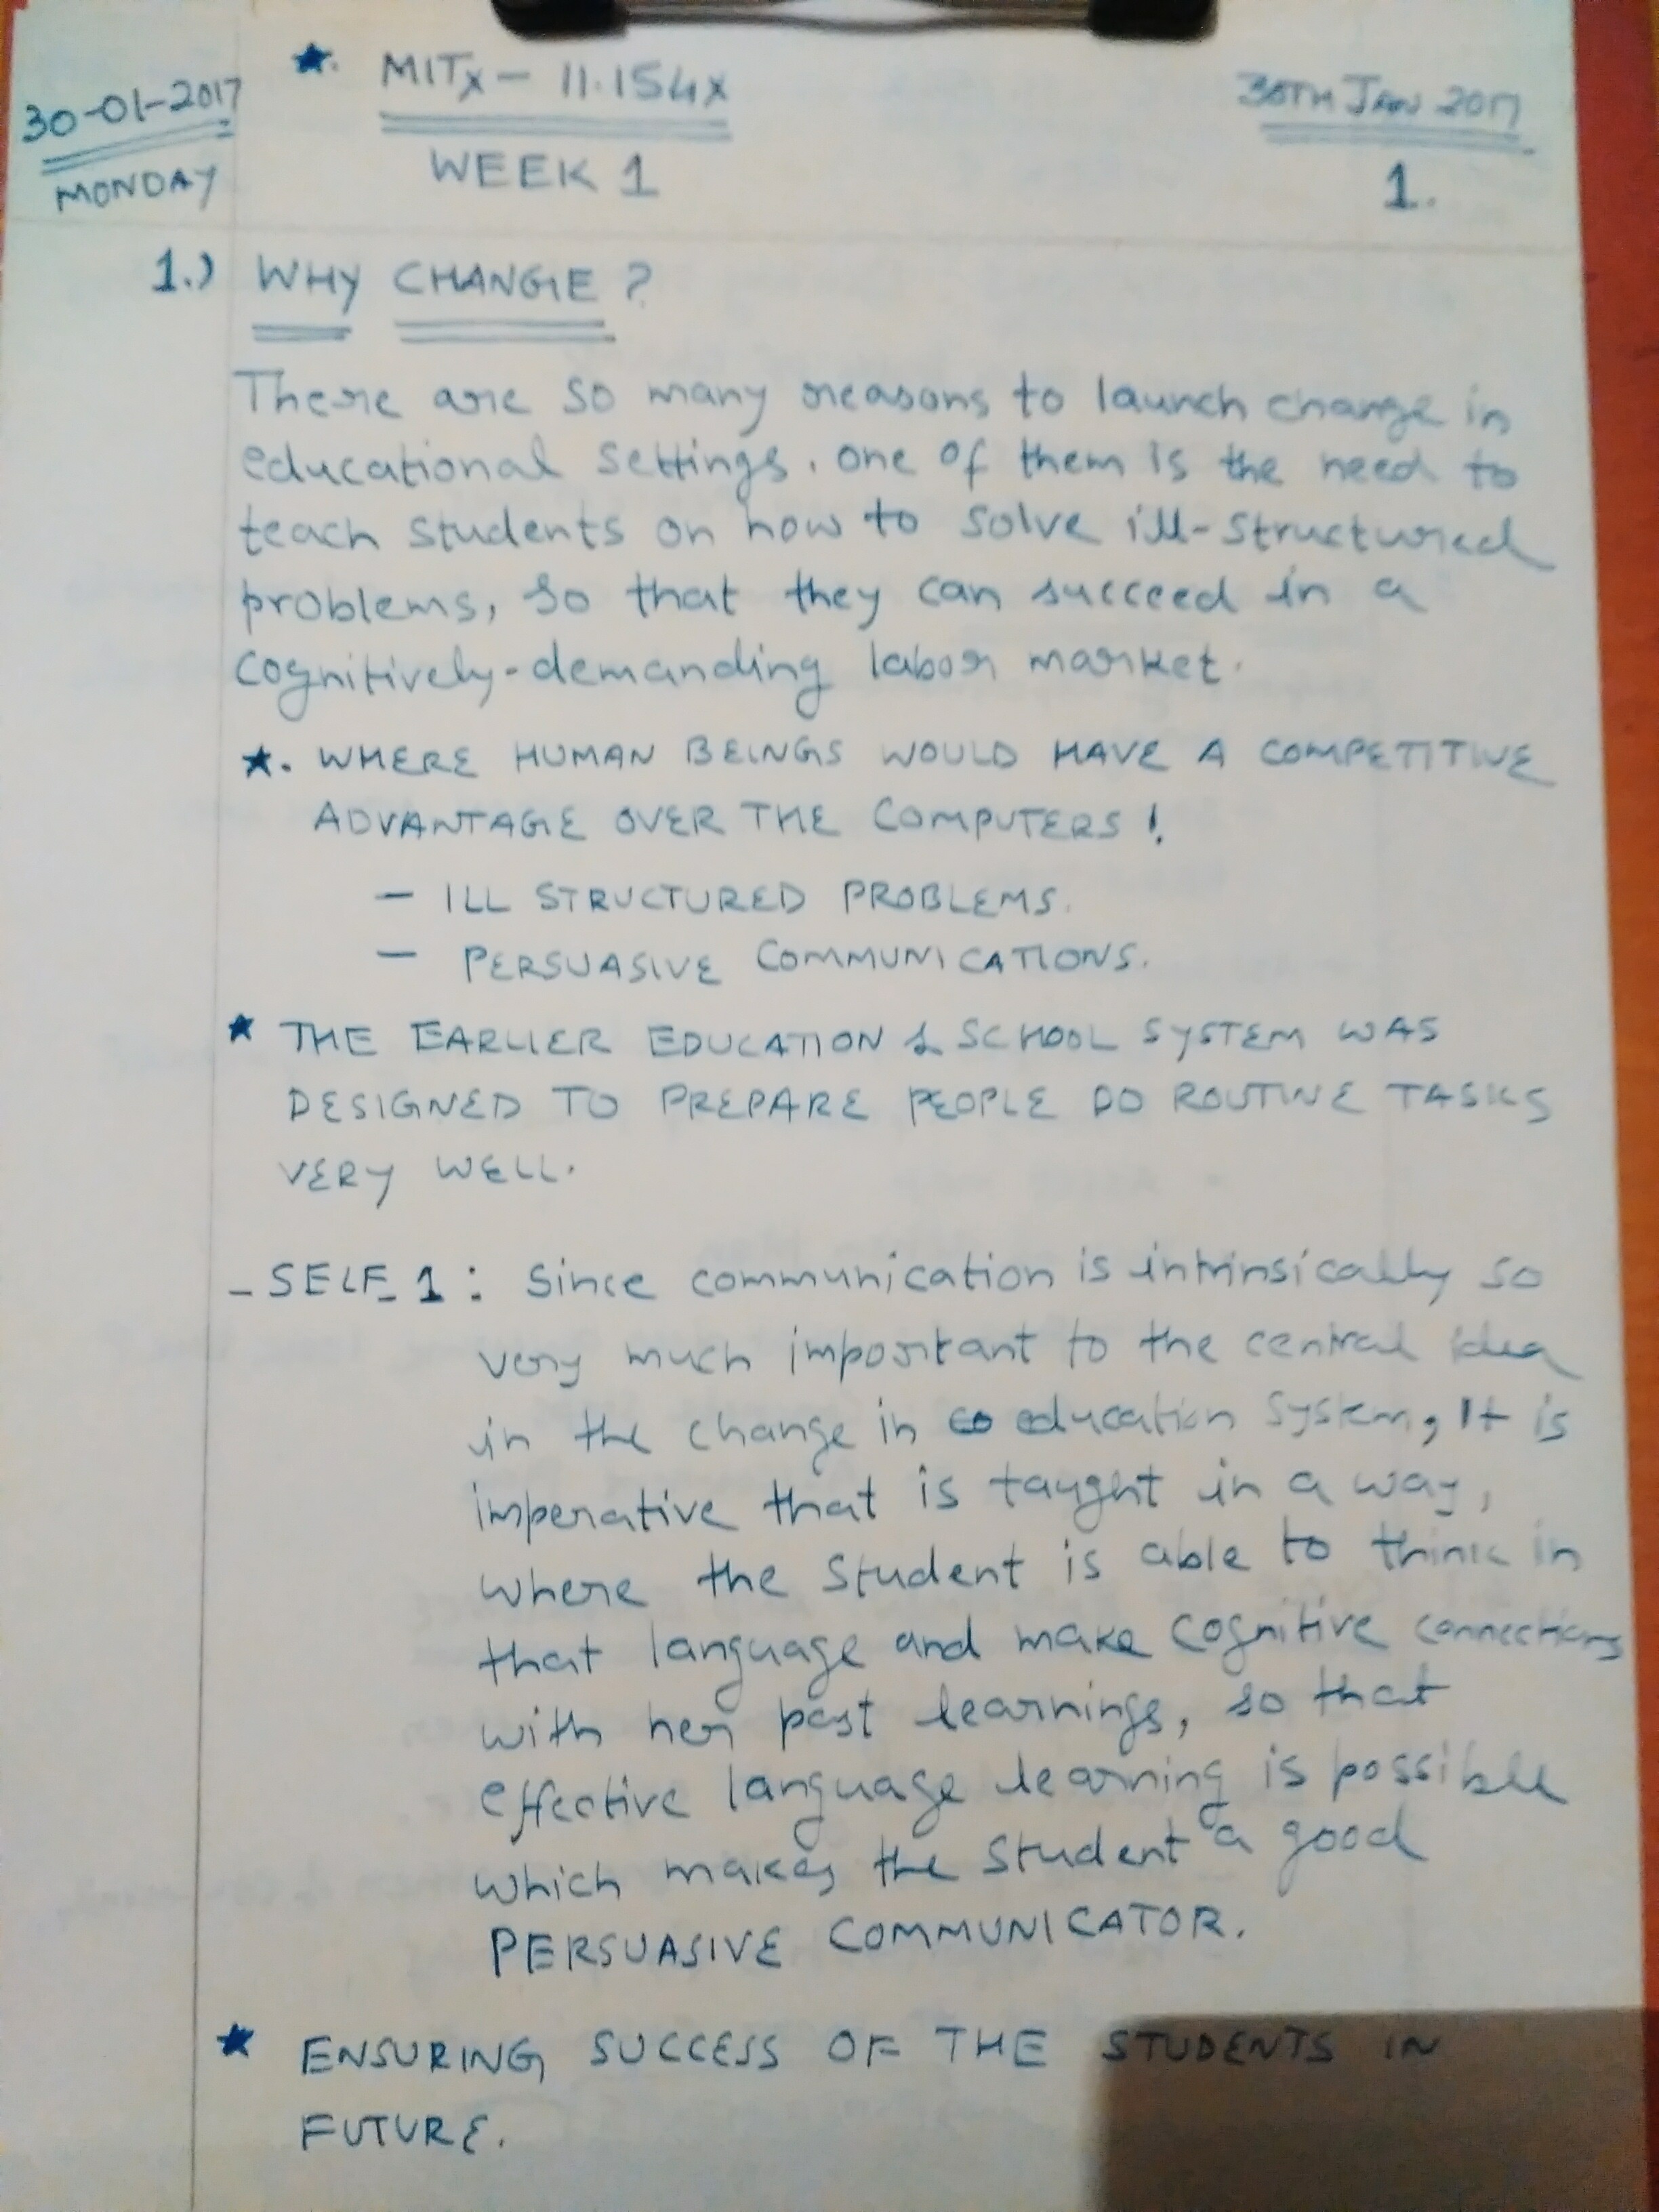 30-01-2017
MONDAY
★. MITx - 11.154x
WEEK 1
30TH JAN 2017
1.
1.) WHY CHANGE ?
There are so many reasons to launch change in
educational settings. One of them is the need to
teach students on how to solve ill-structured
problems, so that they can succeed in a
cognitively-demanding labor market.
★. WHERE HUMAN BEINGS WOULD HAVE A COMPETITIVE
ADVANTAGE OVER THE COMPUTERS !
- ILL STRUCTURED PROBLEMS.
- PERSUASIVE COMMUNICATIONS.
★ THE EARLIER EDUCATION & SCHOOL SYSTEM WAS
DESIGNED TO PREPARE PEOPLE DO ROUTINE TASKS
VERY WELL.
- SELF_1 : Since communication is intrinsically so
very much important to the central idea
in the change in education system, It is
imperative that is taught in a way,
where the student is able to think in
that language and make cognitive connections
with her past learnings, so that
effective language learning is possible
which makes the student a good
PERSUASIVE COMMUNICATOR.
★ ENSURING SUCCESS OF THE STUDENTS IN
FUTURE.